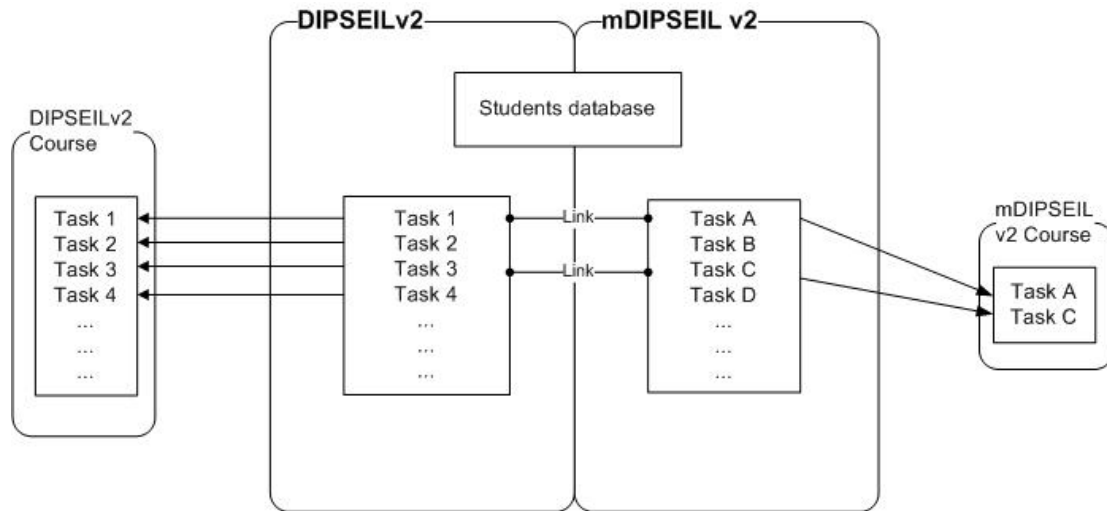 DIPSEILv2
mDIPSEIL v2
Students database
DIPSEILv2
Course
Task 1
Task 2
Task 3
Task 4
...
...
...
Task 1
Task 2
Task 3
Task 4
...
...
...
Link
Link
Task A
Task B
Task C
Task D
...
...
...
mDIPSEIL
v2 Course
Task A
Task C